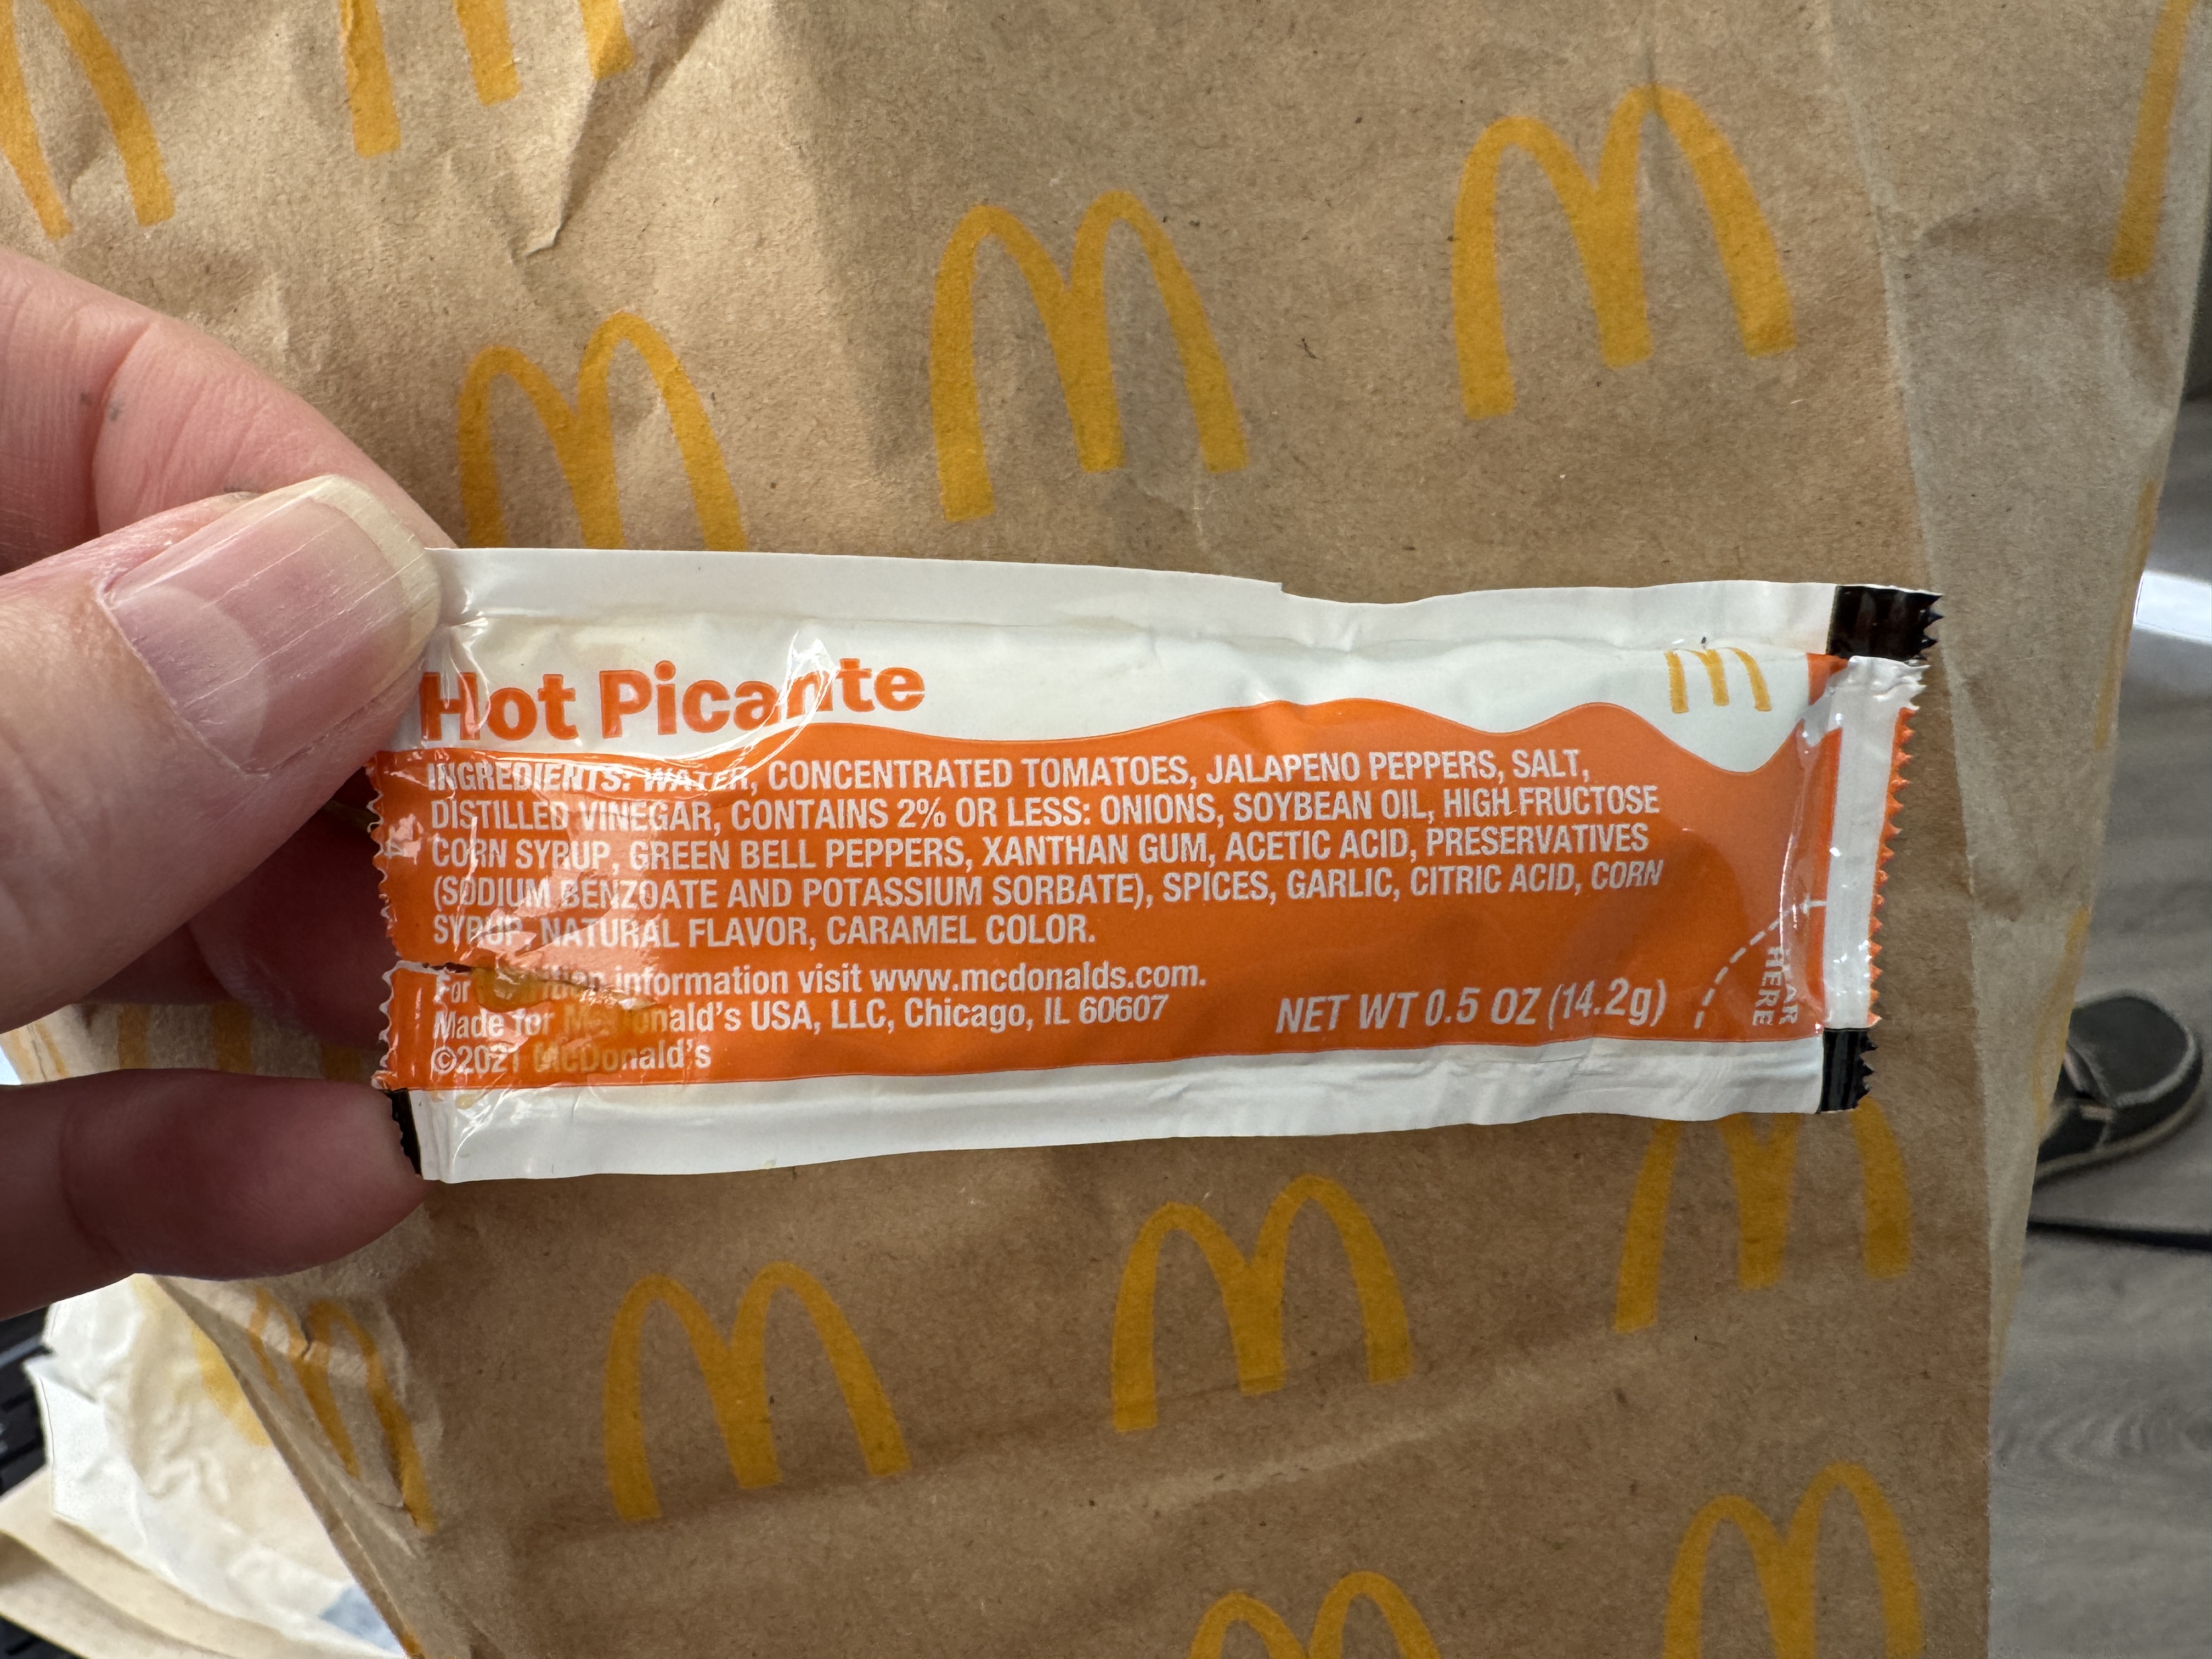 Hot Picante
INGREDIENTS: WATER, CONCENTRATED TOMATOES, JALAPENO PEPPERS, SALT,
DISTILLED VINEGAR, CONTAINS 2% OR LESS: ONIONS, SOYBEAN OIL, HIGH FRUCTOSE
CORN SYRUP, GREEN BELL PEPPERS, XANTHAN GUM, ACETIC ACID, PRESERVATIVES
(SODIUM BENZOATE AND POTASSIUM SORBATE), SPICES, GARLIC, CITRIC ACID, CORN
SYRUP, NATURAL FLAVOR, CARAMEL COLOR.
For information visit www.mcdonalds.com.
Made for McDonald's USA, LLC, Chicago, IL 60607
©2021 McDonald's
NET WT 0.5 OZ (14.2g)
TEAR
HERE